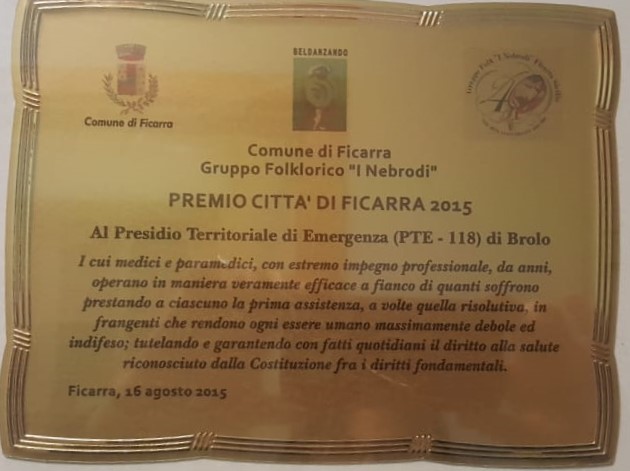 BELDANZANDO
Comune di Ficarra
Comune di Ficarra
Gruppo Folklorico "I Nebrodi"
PREMIO CITTA' DI FICARRA 2015
Al Presidio Territoriale di Emergenza (PTE - 118) di Brolo
I cui medici e paramedici, con estremo impegno professionale, da anni,
operano in maniera veramente efficace a fianco di quanti soffrono
prestando a ciascuno la prima assistenza, a volte quella risolutiva, in
frangenti che rendono ogni essere umano massimamente debole ed
indifeso; tutelando e garantendo con fatti quotidiani il diritto alla salute
riconosciuto dalla Costituzione fra i diritti fondamentali.
Ficarra, 16 agosto 2015